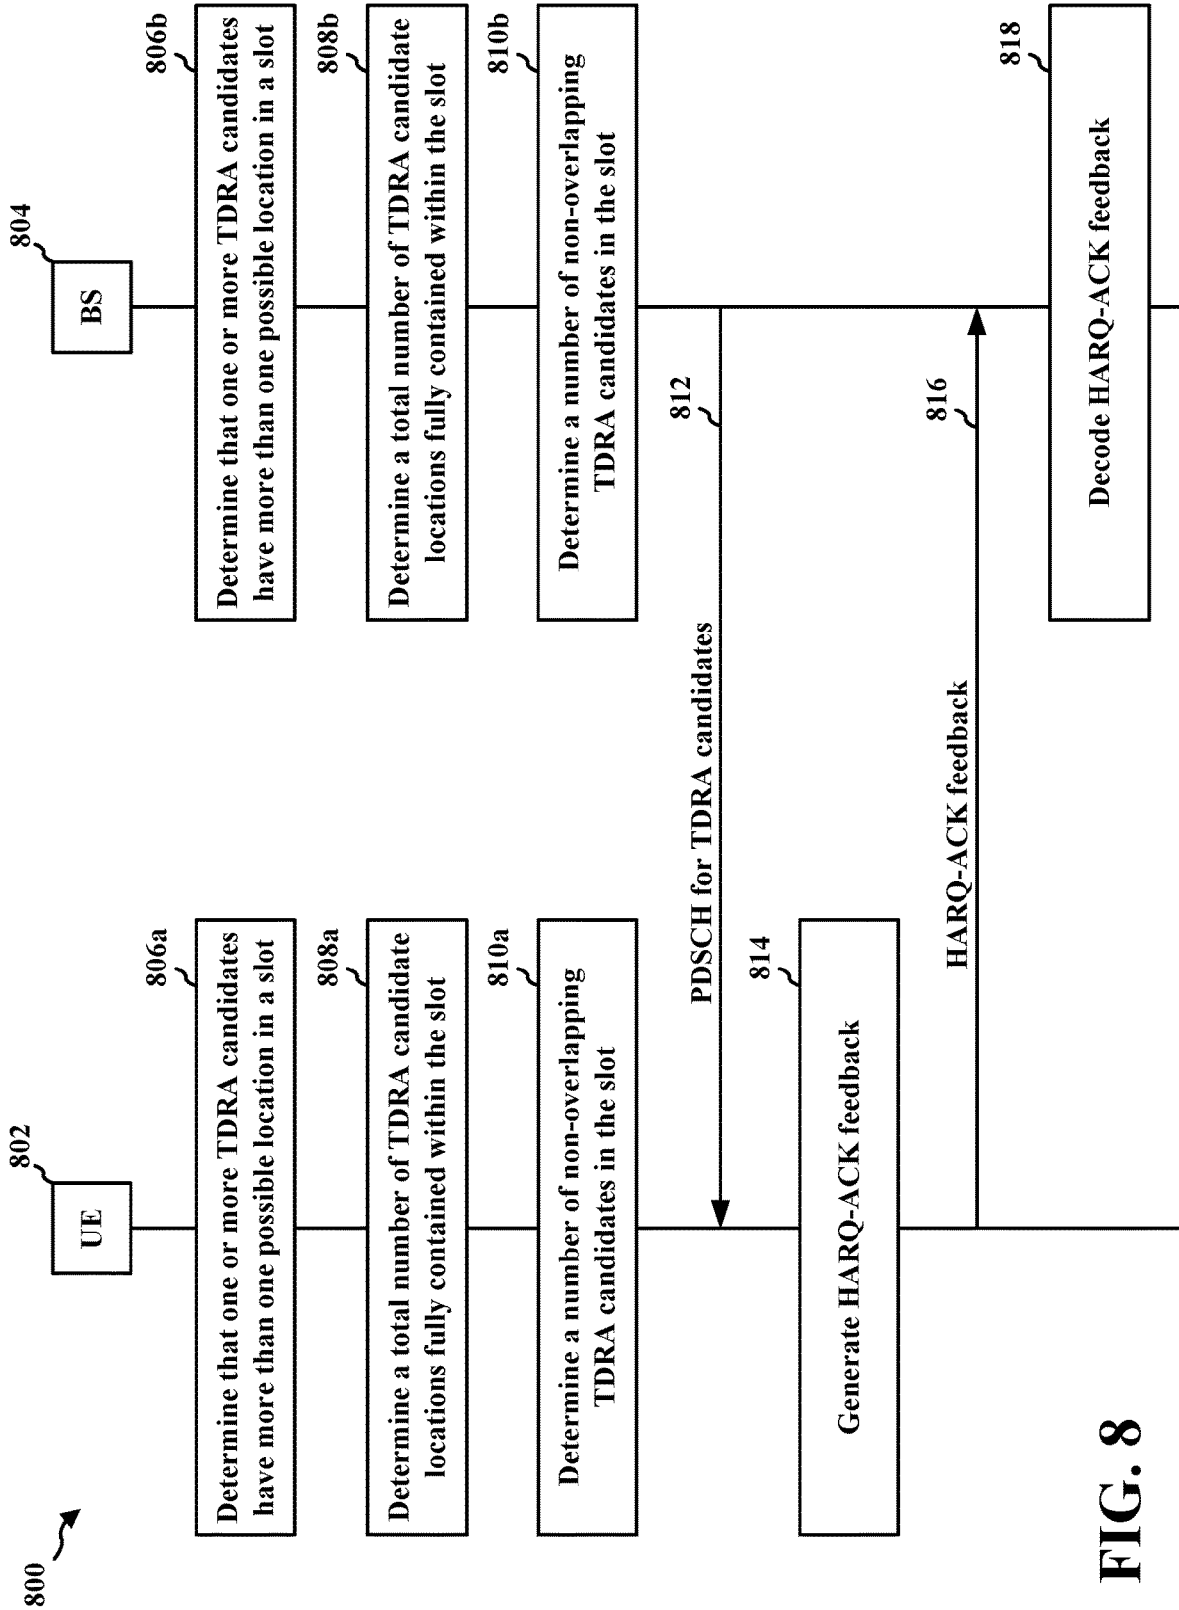 800
802
UE
804
BS
806a
Determine that one or more TDRA candidates
have more than one possible location in a slot
806b
Determine that one or more TDRA candidates
have more than one possible location in a slot
808a
Determine a total number of TDRA candidate
locations fully contained within the slot
808b
Determine a total number of TDRA candidate
locations fully contained within the slot
810a
Determine a number of non-overlapping
TDRA candidates in the slot
810b
Determine a number of non-overlapping
TDRA candidates in the slot
PDSCH for TDRA candidates
812
814
Generate HARQ-ACK feedback
HARQ-ACK feedback
816
818
Decode HARQ-ACK feedback
FIG. 8